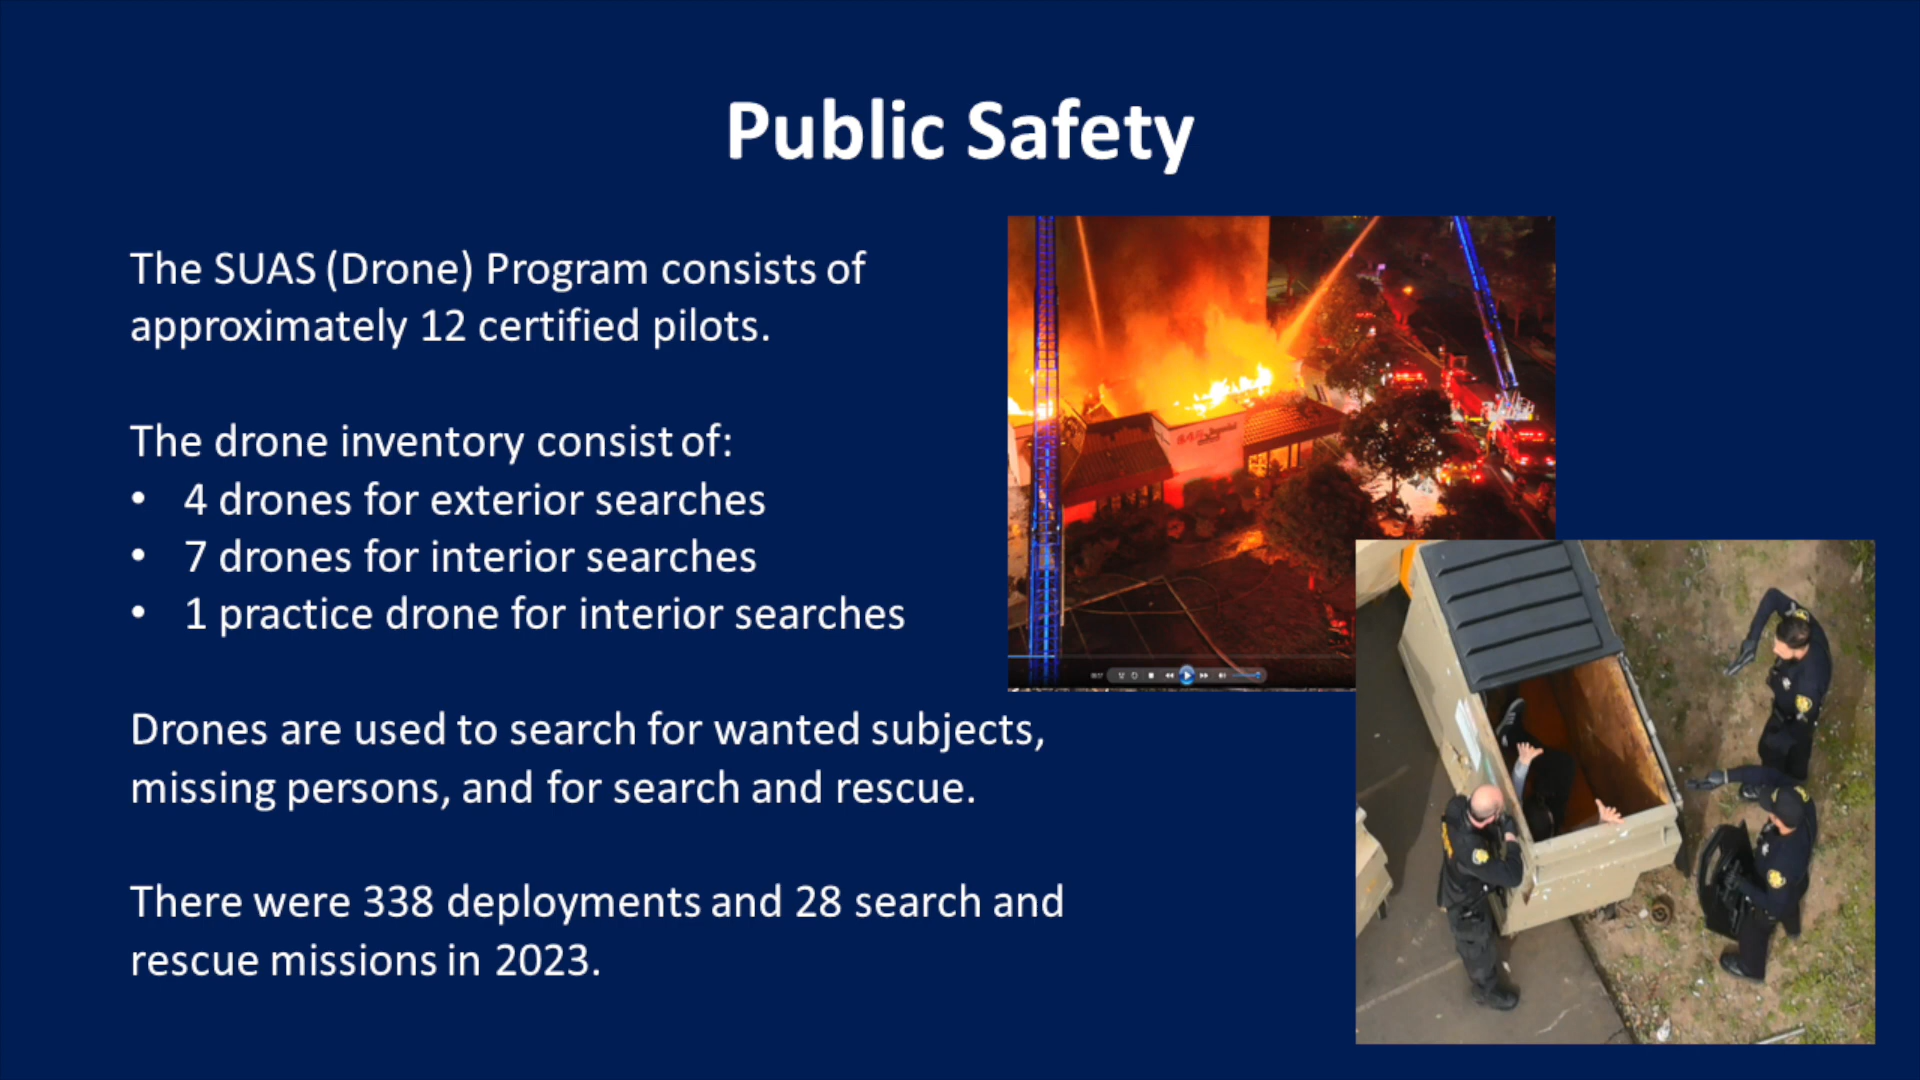 Public Safety
The SUAS (Drone) Program consists of
approximately 12 certified pilots.
The drone inventory consist of:
• 4 drones for exterior searches
• 7 drones for interior searches
• 1 practice drone for interior searches
Drones are used to search for wanted subjects,
missing persons, and for search and rescue.
There were 338 deployments and 28 search and
rescue missions in 2023.